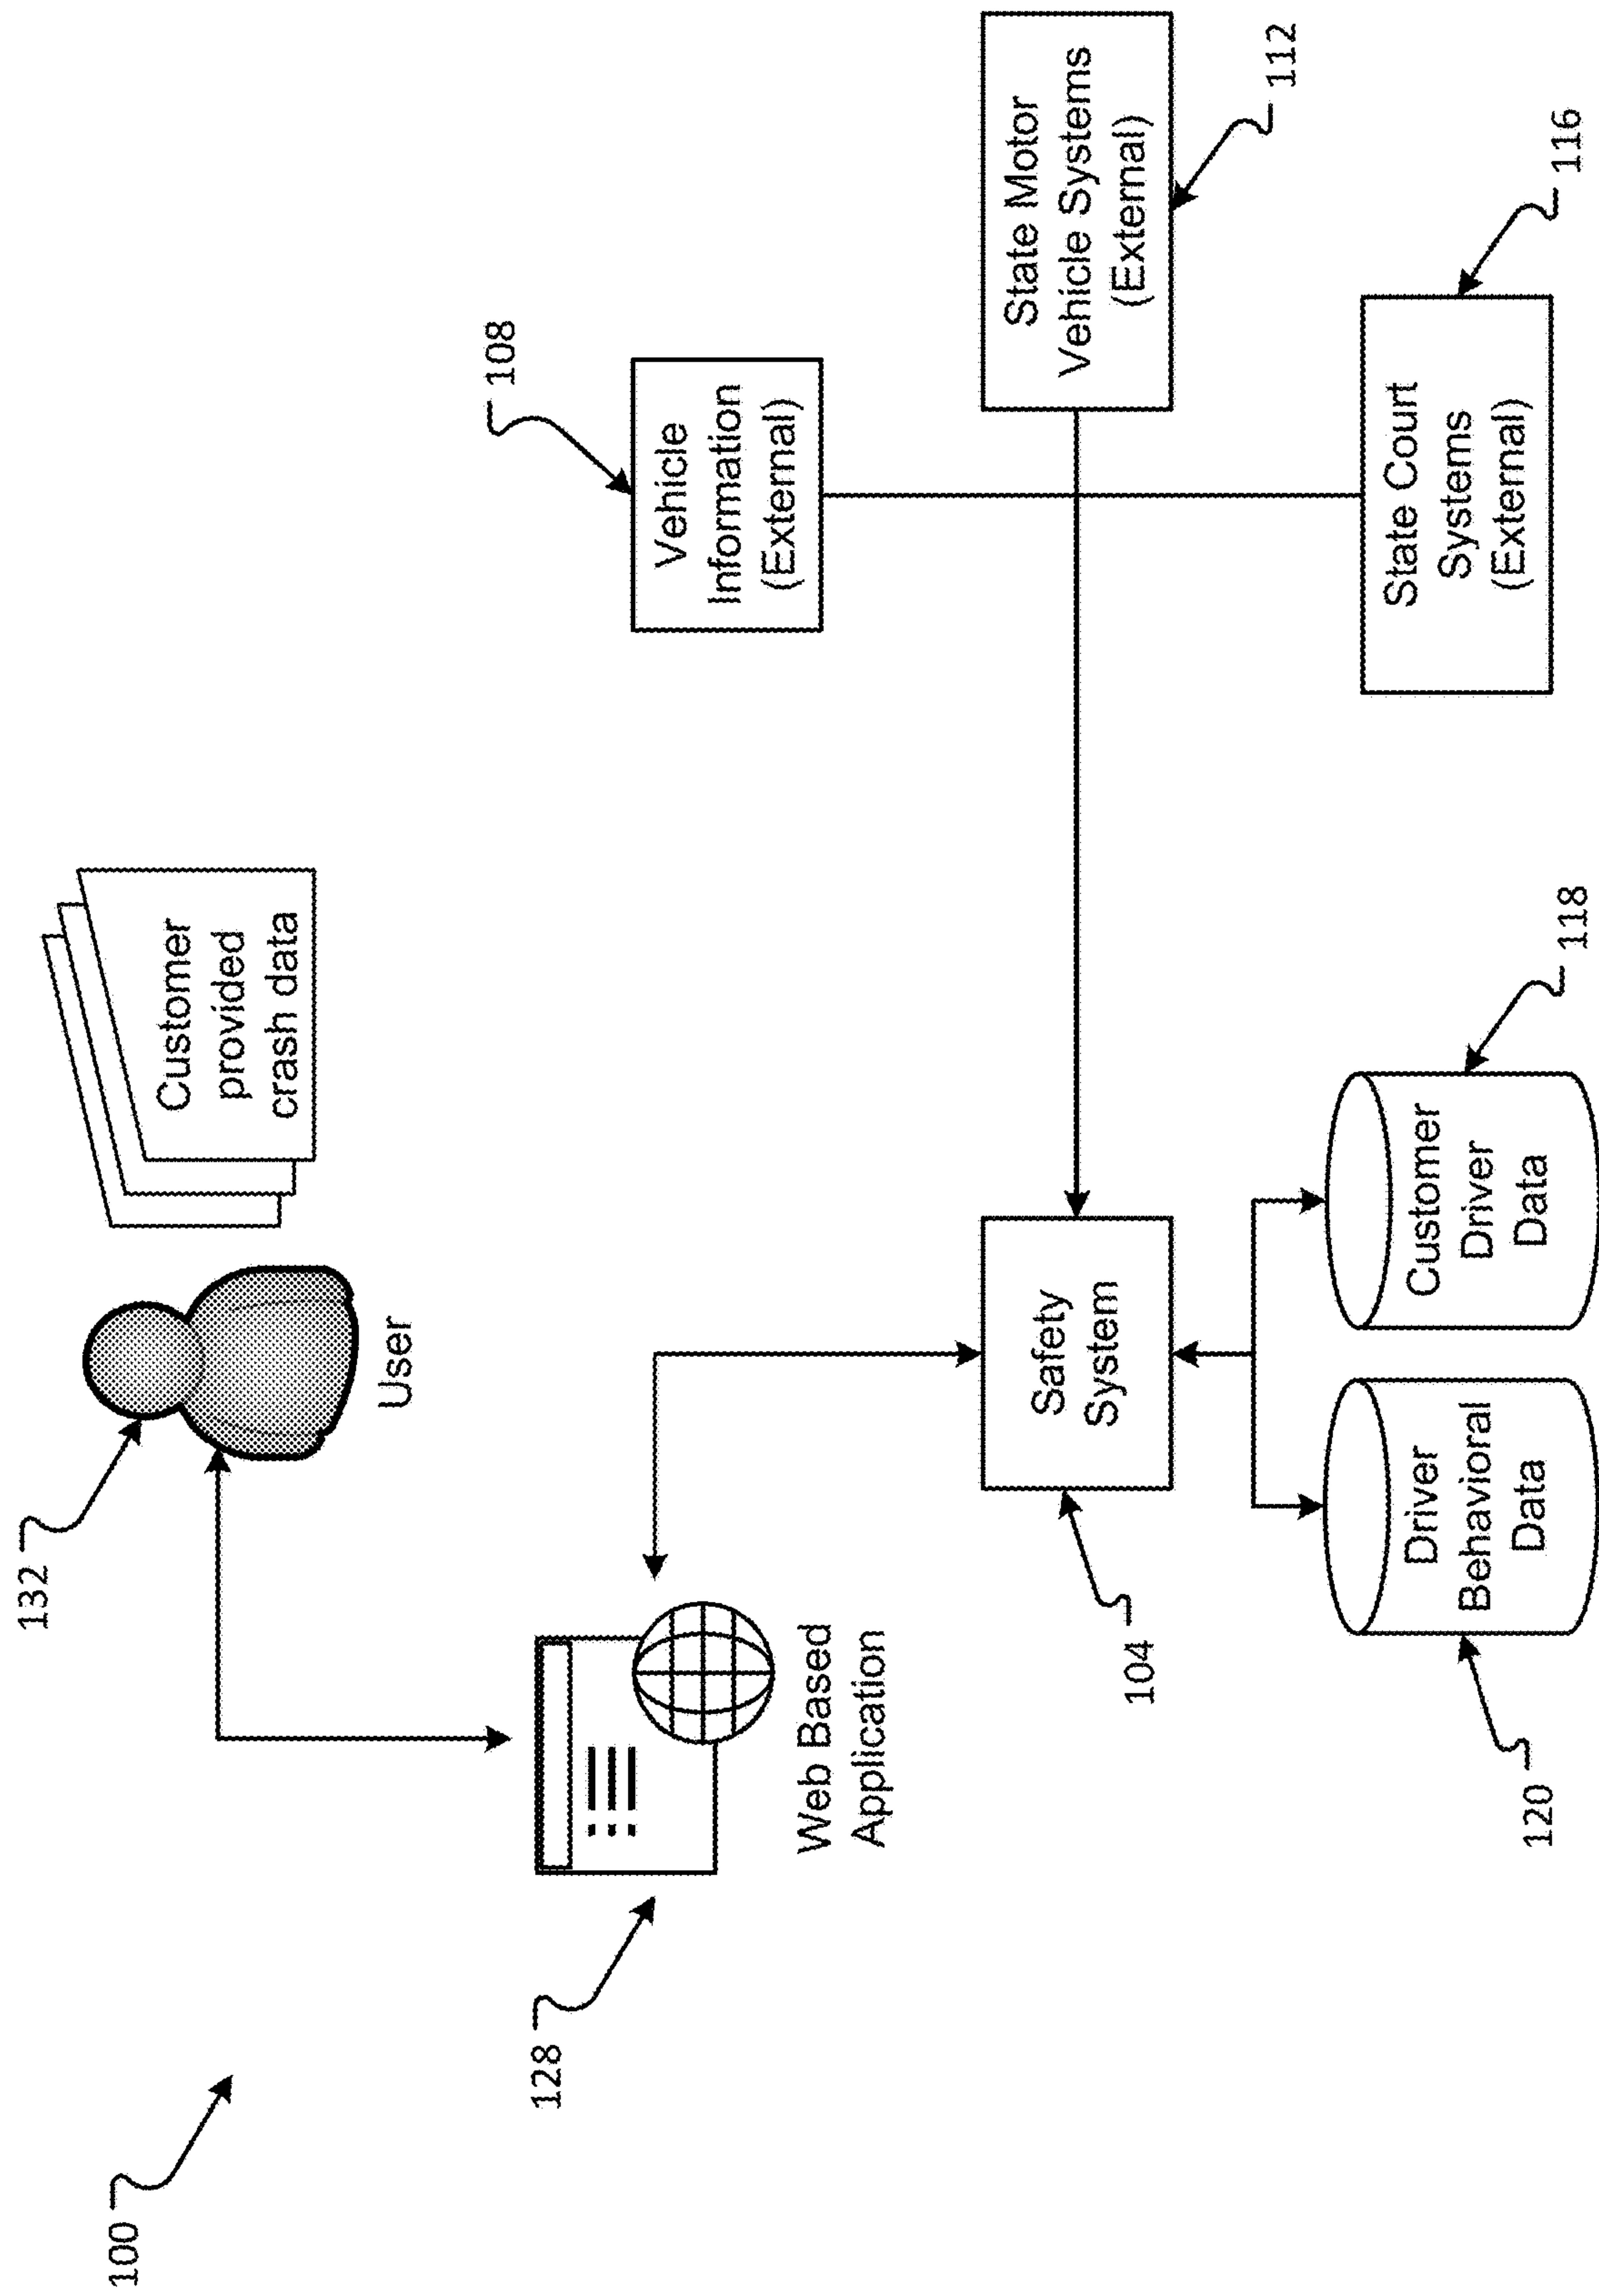 100
132
User
Customer
provided
crash data
128
Web Based
Application
108
Vehicle
Information
(External)
104
Safety
System
State Motor
Vehicle Systems
(External)
112
120
Driver
Behavioral
Data
Customer
Driver
Data
118
State Court
Systems
(External)
116